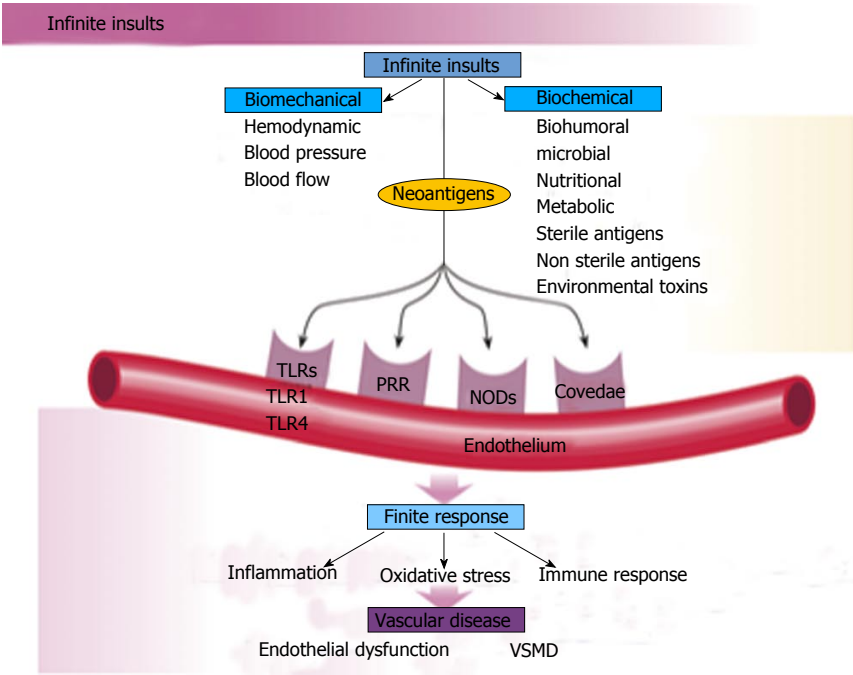 Infinite insults
Infinite insults
Biomechanical
Hemodynamic
Blood pressure
Blood flow
Biochemical
Biohumoral
microbial
Nutritional
Metabolic
Sterile antigens
Non sterile antigens
Environmental toxins
Neoantigens
TLRs
TLR1
TLR4
PRR
NODs
Covedae
Endothelium
Finite response
Inflammation
Oxidative stress
Immune response
Vascular disease
Endothelial dysfunction
VSMD